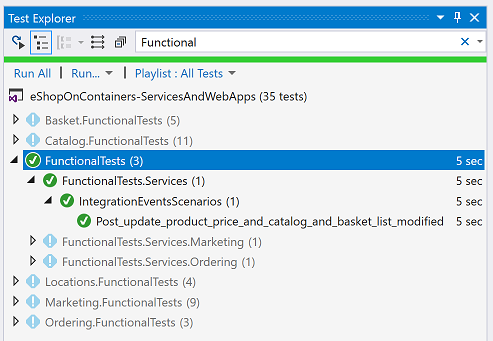 Test Explorer
Functional
Run All | Run... | Playlist : All Tests
eShopOnContainers-ServicesAndWebApps (35 tests)
Basket.FunctionalTests (5)
Catalog.FunctionalTests (11)
FunctionalTests (3) 5 sec
FunctionalTests.Services (1) 5 sec
IntegrationEventsScenarios (1) 5 sec
Post_update_product_price_and_catalog_and_basket_list_modified 5 sec
FunctionalTests.Services.Marketing (1)
FunctionalTests.Services.Ordering (1)
Locations.FunctionalTests (4)
Marketing.FunctionalTests (9)
Ordering.FunctionalTests (3)